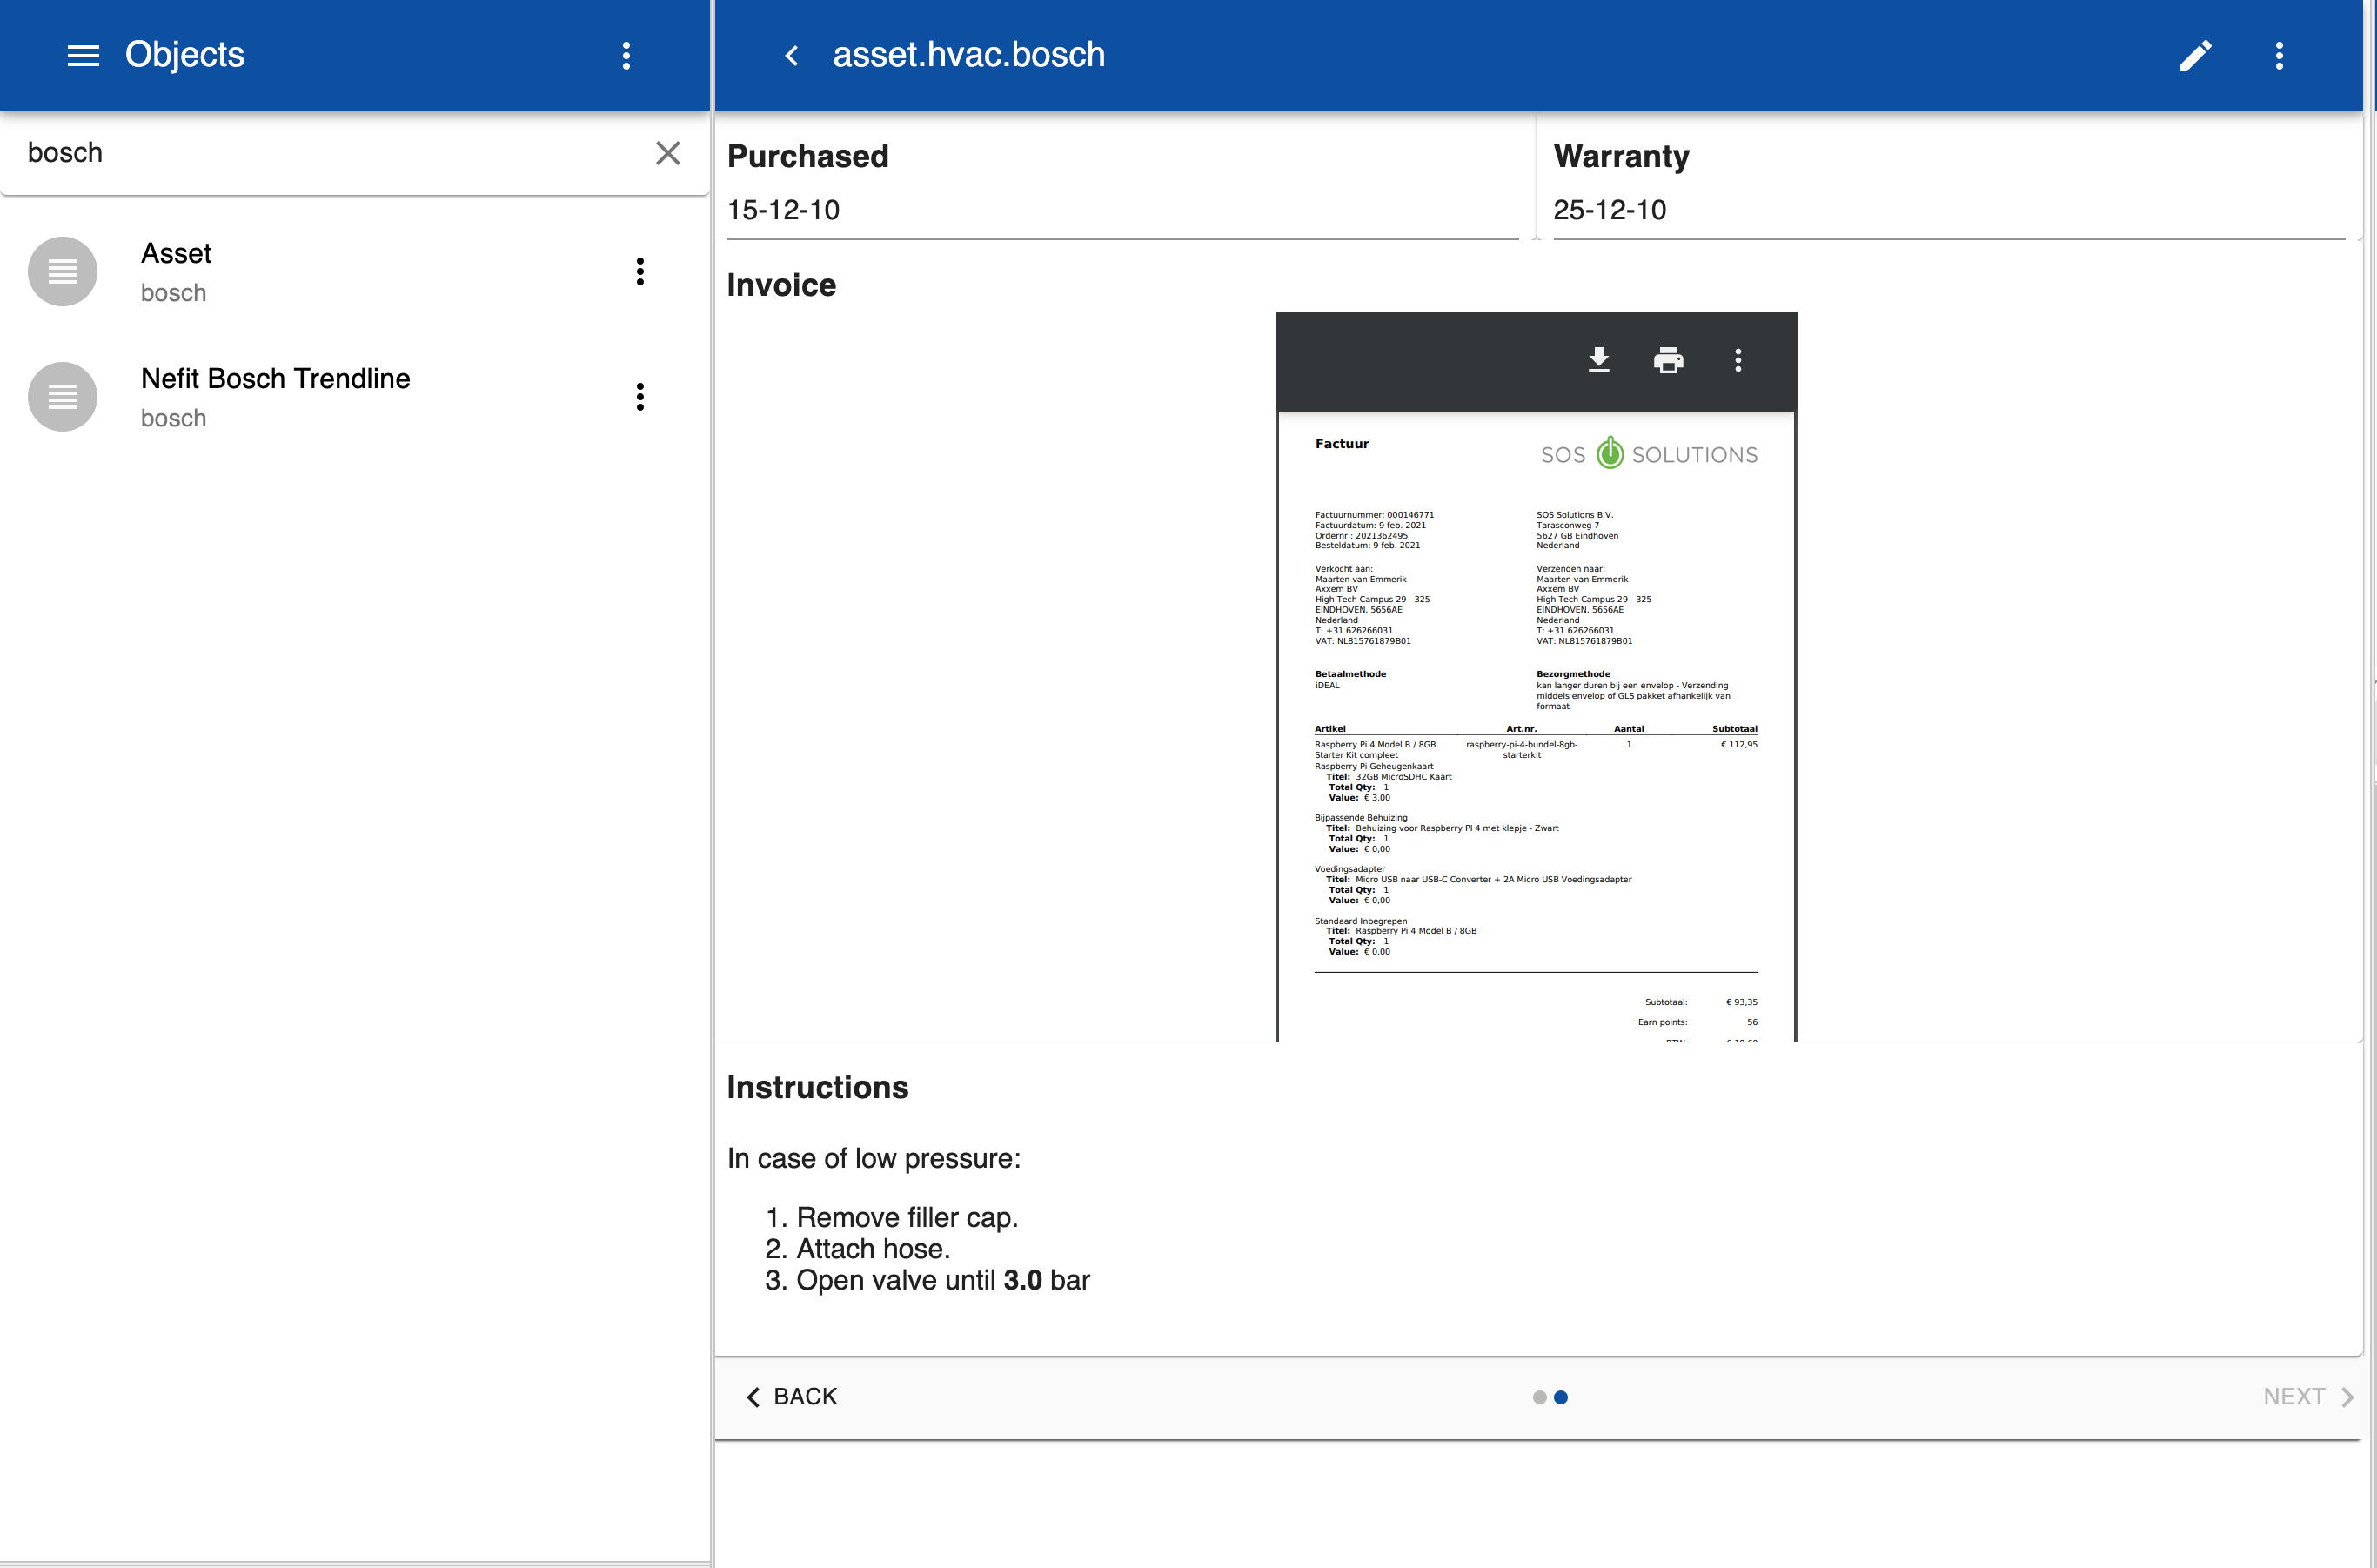 Objects
bosch
Asset
bosch
Nefit Bosch Trendline
bosch
asset.hvac.bosch
Purchased
15-12-10
Warranty
25-12-10
Invoice
Factuur
SOS SOLUTIONS
Factuurnummer: 000146771
Factuurdatum: 9 feb. 2021
Ordernr.: 2021362495
Besteldatum: 9 feb. 2021
SOS Solutions B.V.
Tarasconweg 7
5627 GB Eindhoven
Nederland
Verkocht aan:
Maarten van Emmerik
Axxem BV
High Tech Campus 29 - 325
EINDHOVEN, 5656AE
Nederland
T: +31 626266031
VAT: NL815761879B01
Verzenden naar:
Maarten van Emmerik
Axxem BV
High Tech Campus 29 - 325
EINDHOVEN, 5656AE
Nederland
T: +31 626266031
VAT: NL815761879B01
Betaalmethode
iDEAL
Bezorgmethode
kan langer duren bij een envelop - Verzending
middels envelop of GLS pakket afhankelijk van
formaat
Artikel Art.nr. Aantal Subtotaal
Raspberry Pi 4 Model B / 8GB raspberry-pi-4-bundel-8gb- 1 € 112,95
Starter Kit compleet starterkit
Raspberry Pi Geheugenkaart
Titel: 32GB MicroSDHC Kaart
Total Qty: 1
Value: € 3,00
Bijpassende Behuizing
Titel: Behuizing voor Raspberry PI 4 met klepje - Zwart
Total Qty: 1
Value: € 0,00
Voedingsadapter
Titel: Micro USB naar USB-C Converter + 2A Micro USB Voedingsadapter
Total Qty: 1
Value: € 0,00
Standaard Inbegrepen
Titel: Raspberry Pi 4 Model B / 8GB
Total Qty: 1
Value: € 0,00
Subtotaal: € 93,35
Earn points: 56
Instructions
In case of low pressure:
1. Remove filler cap.
2. Attach hose.
3. Open valve until 3.0 bar
BACK
NEXT